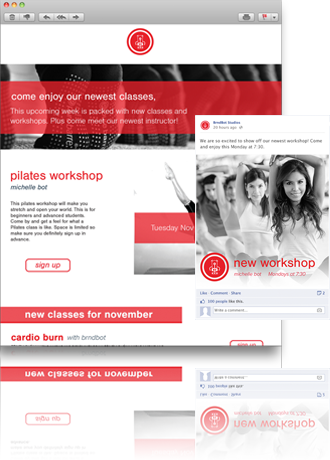 come enjoy our newest classes,
This upcoming week is packed with new classes and
workshops. Plus come meet our newest instructor!
pilates workshop
michelle bot
This pilates workshop will make you
stretch and open your world. This is for
beginners and advanced students.
Come by and get a feel for what a
Pilates class is like. Space is limited so
make sure you definitely sign up in
advance.
sign up
Tuesday Nov
new classes for november
cardio burn with brndbot
sign up
BrndBot Studios
20 hours ago
We are so excited to show off our newest workshop! Come
and enjoy this Monday at 7:30.
new workshop
michelle bot Mondays at 7:30
Like · Comment · Share
people like this.
Write a comment...